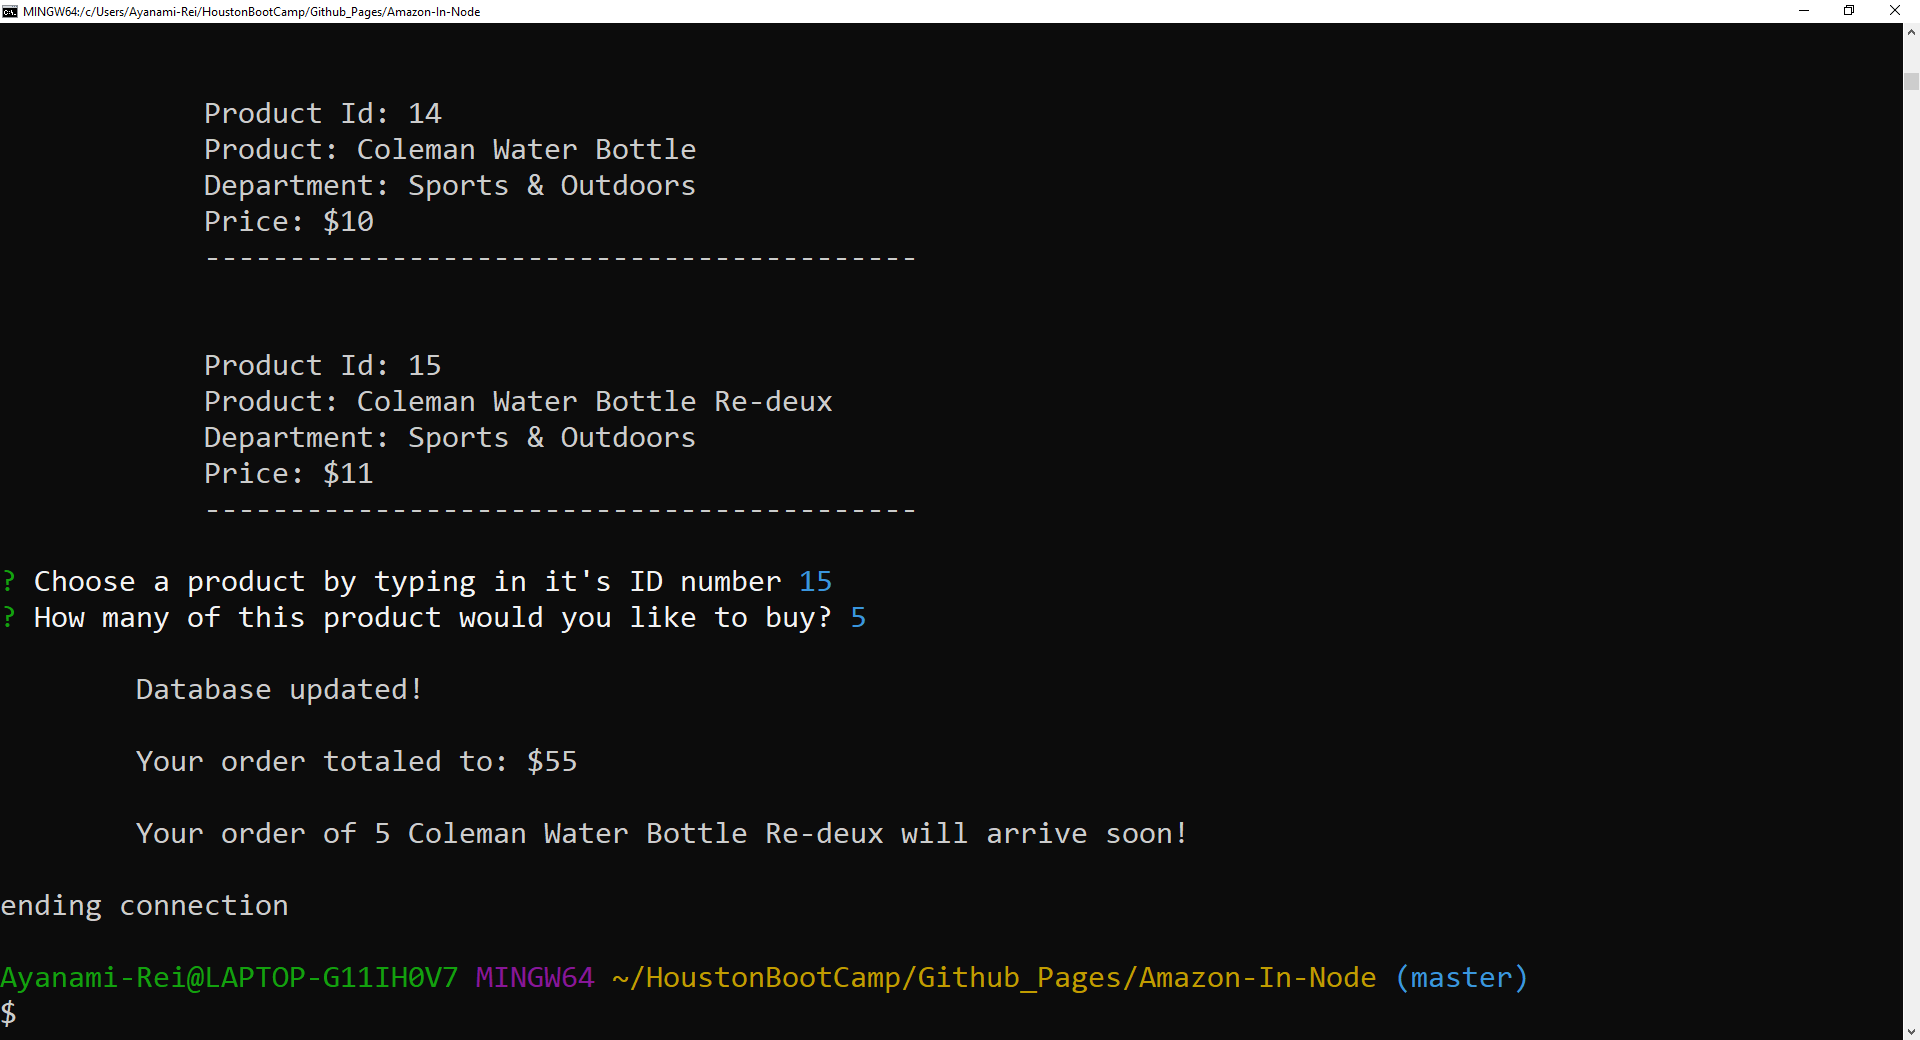 MINGW64:/c/Users/Ayanami-Rei/HoustonBootCamp/Github_Pages/Amazon-In-Node
Product Id: 14
Product: Coleman Water Bottle
Department: Sports & Outdoors
Price: $10
------------------------------------------
Product Id: 15
Product: Coleman Water Bottle Re-deux
Department: Sports & Outdoors
Price: $11
------------------------------------------
? Choose a product by typing in it's ID number 15
? How many of this product would you like to buy? 5
Database updated!
Your order totaled to: $55
Your order of 5 Coleman Water Bottle Re-deux will arrive soon!
ending connection
Ayanami-Rei@LAPTOP-G11IH0V7 MINGW64 ~/HoustonBootCamp/Github_Pages/Amazon-In-Node (master)
$